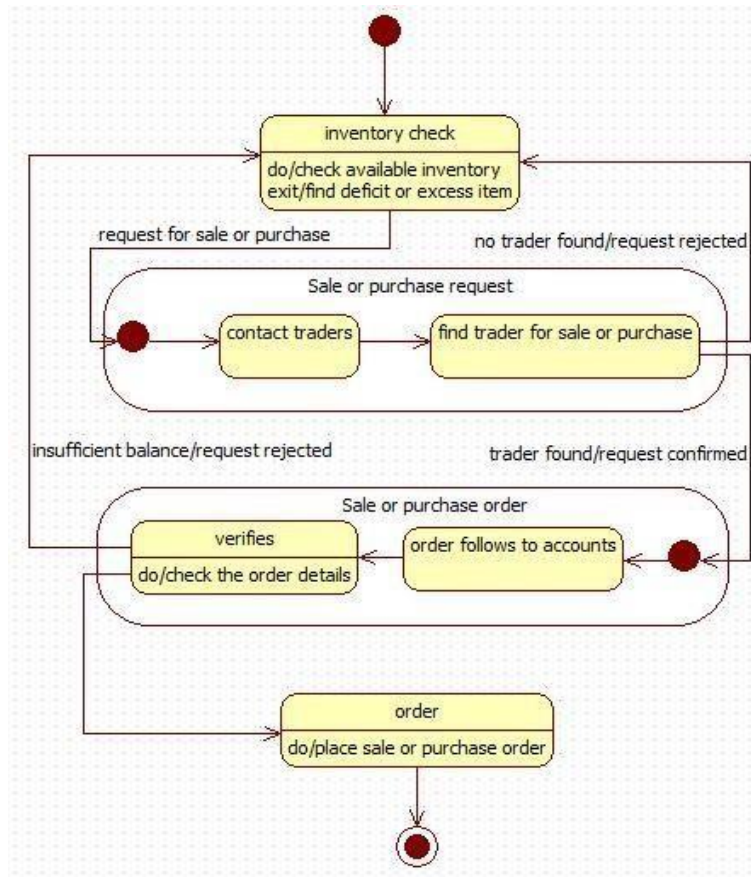 inventory check
do/check available inventory
exit/find deficit or excess item
request for sale or purchase
no trader found/request rejected
Sale or purchase request
contact traders
find trader for sale or purchase
insufficient balance/request rejected
trader found/request confirmed
Sale or purchase order
verifies
order follows to accounts
do/check the order details
order
do/place sale or purchase order